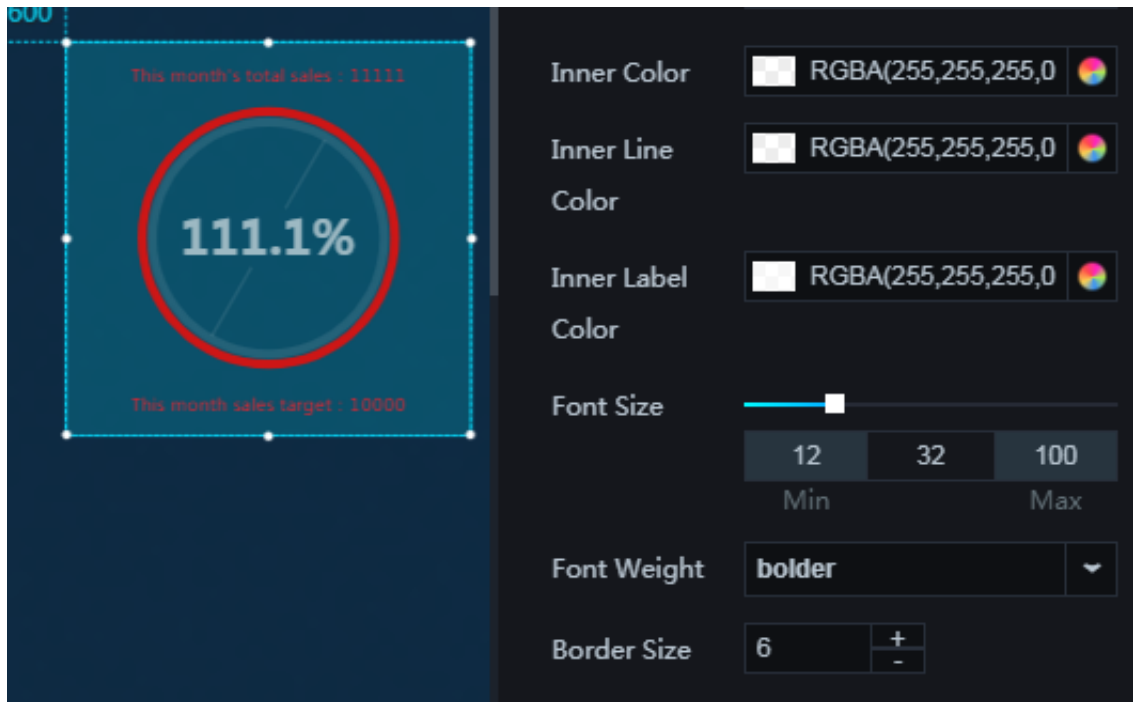 600
This month's total sales : 11111
111.1%
This month sales target : 10000
Inner Color
RGBA(255,255,255,0
Inner Line
Color
RGBA(255,255,255,0
Inner Label
Color
RGBA(255,255,255,0
Font Size
12
32
100
Min
Max
Font Weight
bolder
Border Size
6
+
-